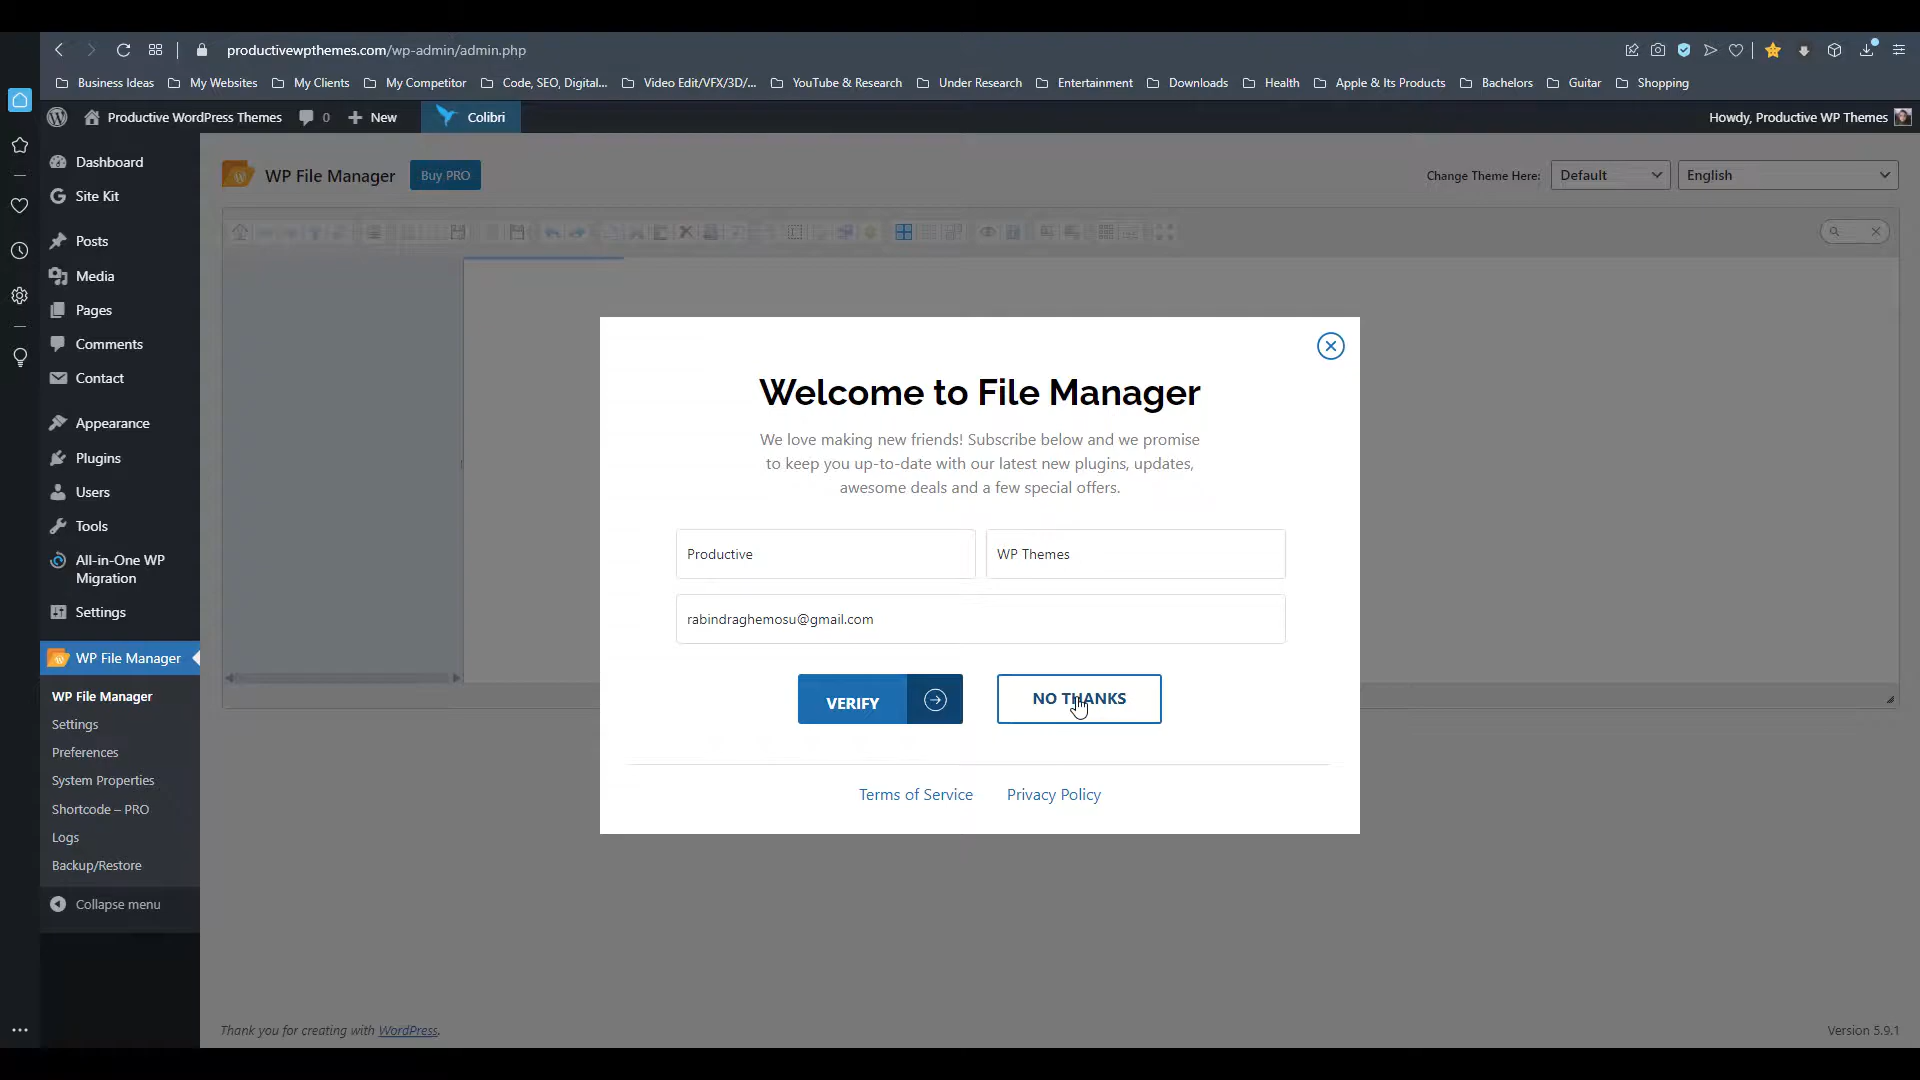 productivewpthemes.com/wp-admin/admin.php
Business Ideas My Websites My Clients My Competitor Code, SEO, Digital... Video Edit/VFX/3D/... YouTube & Research Under Research Entertainment Downloads Health Apple & Its Products Bachelors Guitar Shopping
Productive WordPress Themes 0 New Colibri Howdy, Productive WP Themes
Dashboard
Site Kit
Posts
Media
Pages
Comments
Contact
Appearance
Plugins
Users
Tools
All-in-One WP
Migration
Settings
WP File Manager
WP File Manager
Settings
Preferences
System Properties
Shortcode – PRO
Logs
Backup/Restore
Collapse menu
WP File Manager Buy PRO Change Theme Here: Default English
Welcome to File Manager
We love making new friends! Subscribe below and we promise
to keep you up-to-date with our latest new plugins, updates,
awesome deals and a few special offers.
Productive WP Themes
rabindraghemosu@gmail.com
VERIFY NO THANKS
Terms of Service Privacy Policy
Thank you for creating with WordPress. Version 5.9.1